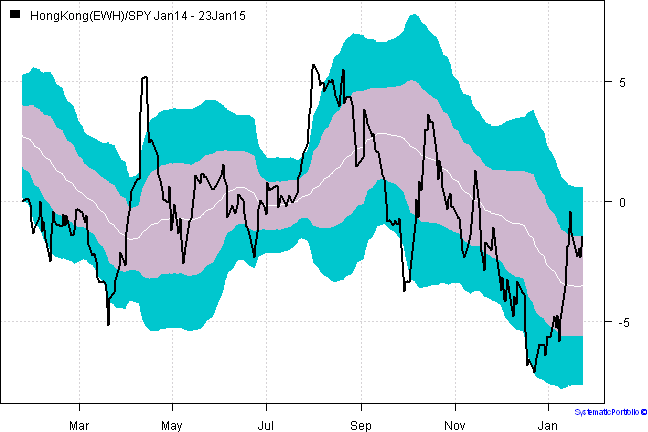 HongKong(EWH)/SPY Jan14 - 23Jan15
5
0
-5
Mar May Jul Sep Nov Jan
SystematicPortfolio ©